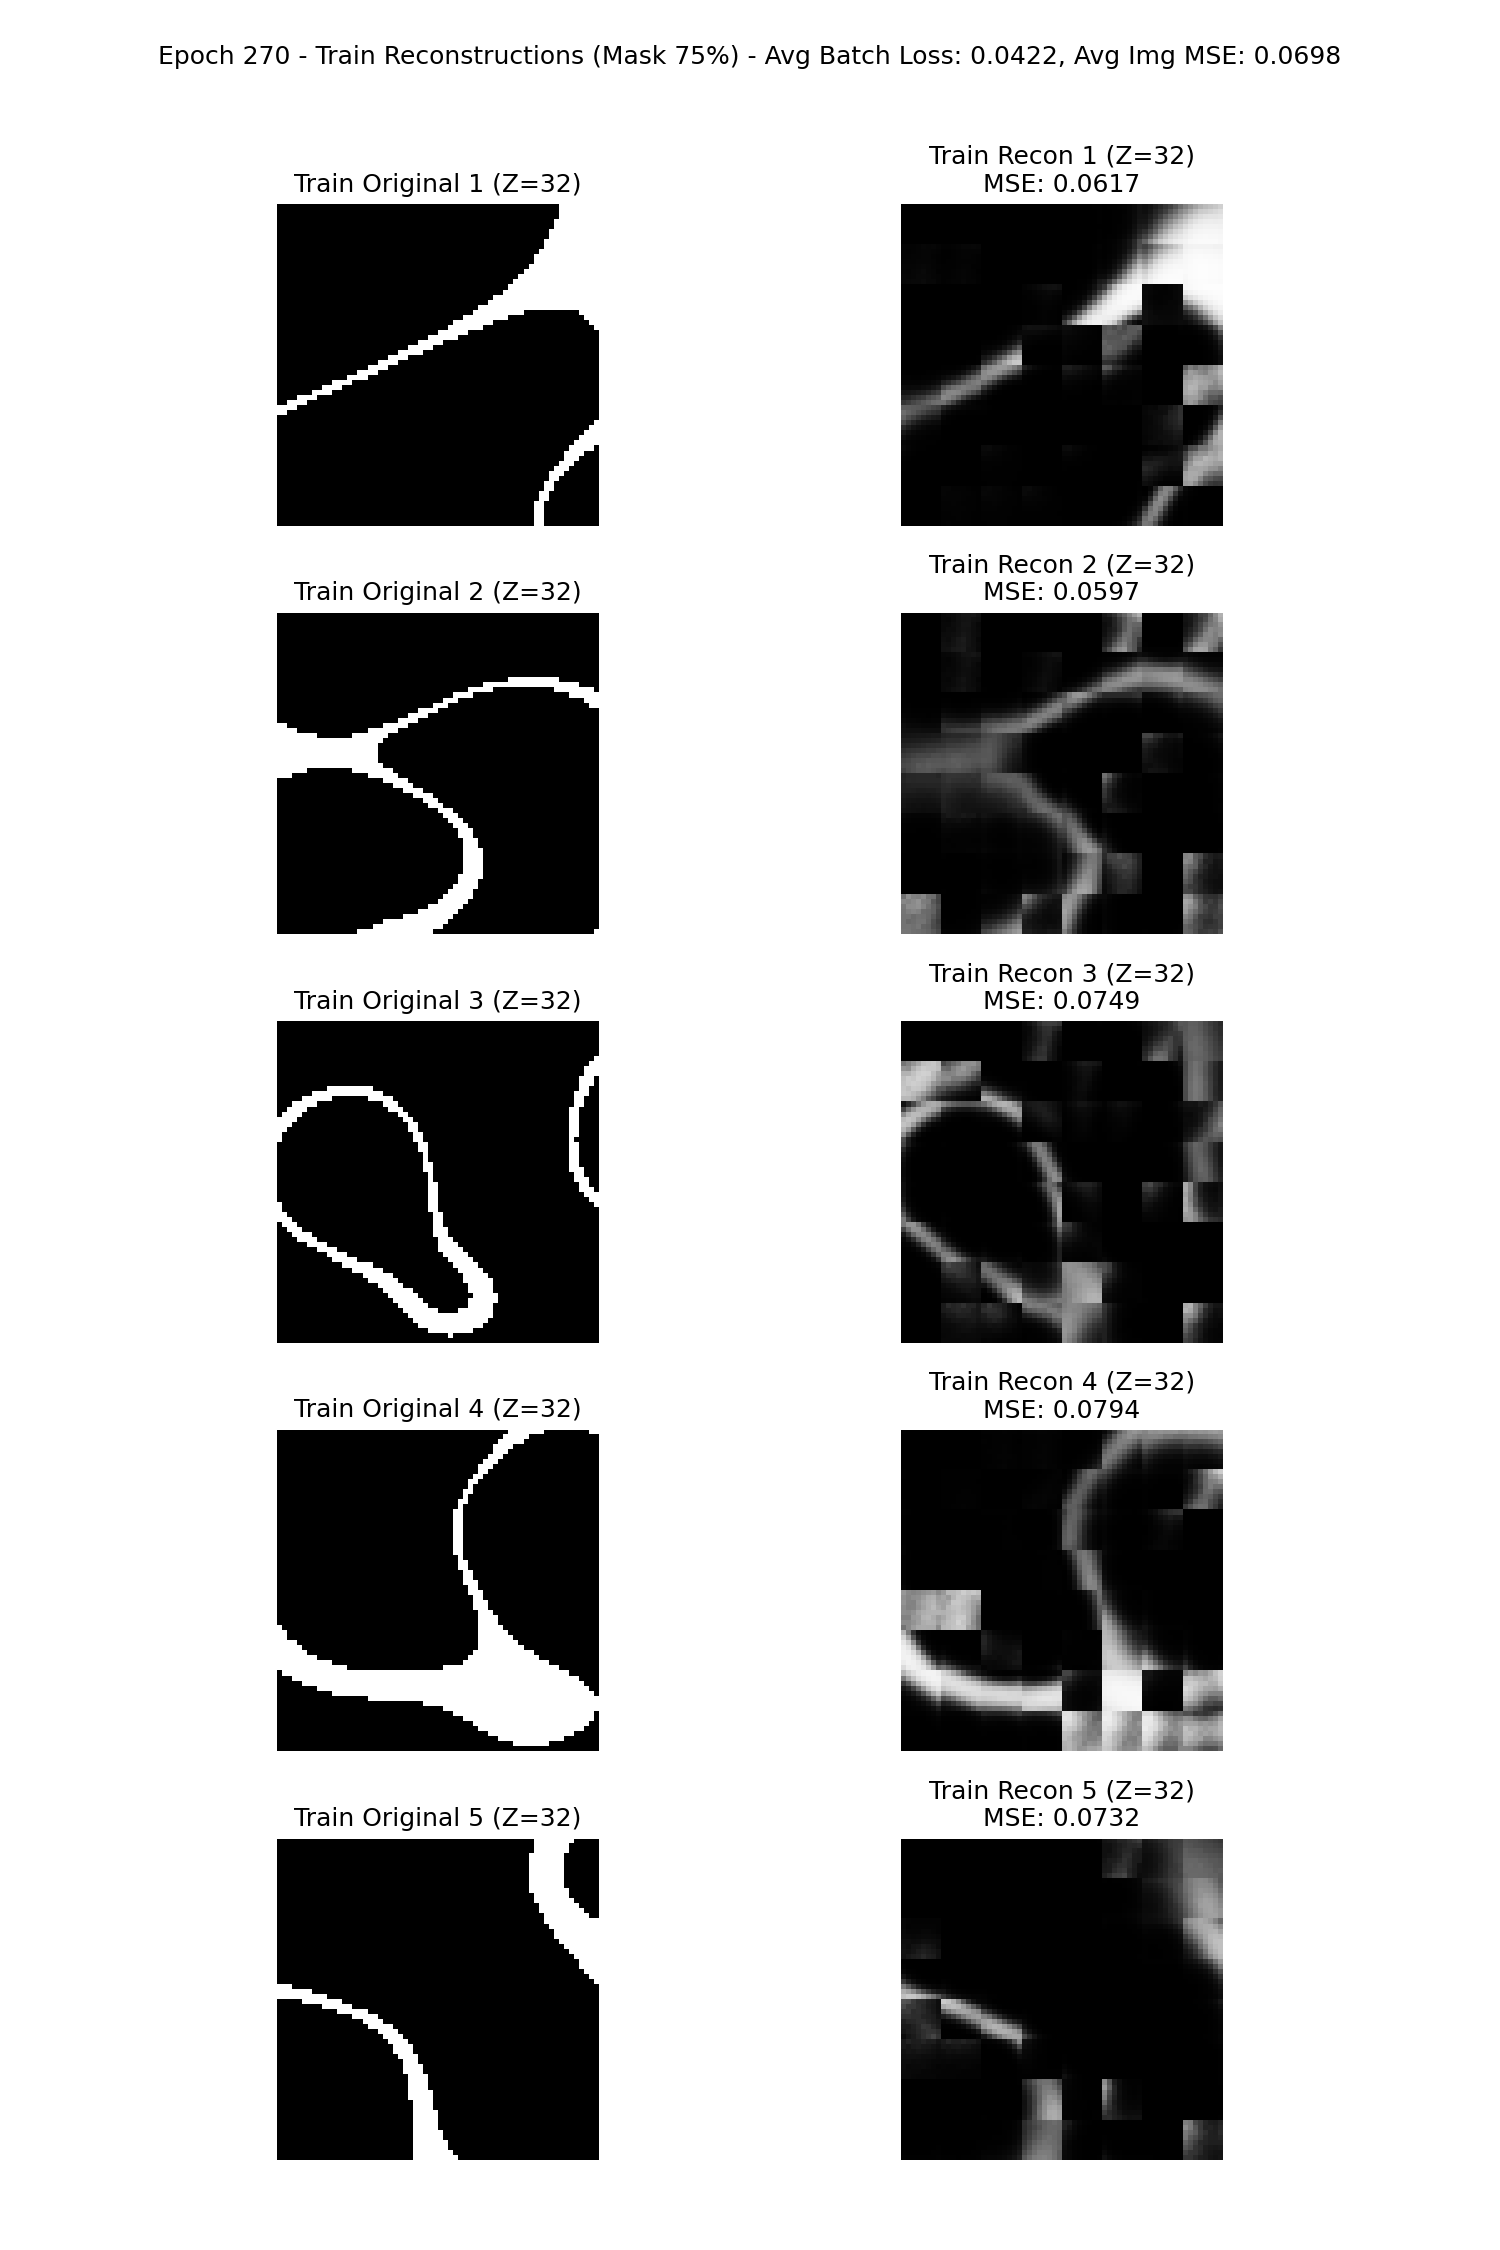 Epoch 270 - Train Reconstructions (Mask 75%) - Avg Batch Loss: 0.0422, Avg Img MSE: 0.0698
Train Original 1 (Z=32)
Train Recon 1 (Z=32)
MSE: 0.0617
Train Original 2 (Z=32)
Train Recon 2 (Z=32)
MSE: 0.0597
Train Original 3 (Z=32)
Train Recon 3 (Z=32)
MSE: 0.0749
Train Original 4 (Z=32)
Train Recon 4 (Z=32)
MSE: 0.0794
Train Original 5 (Z=32)
Train Recon 5 (Z=32)
MSE: 0.0732